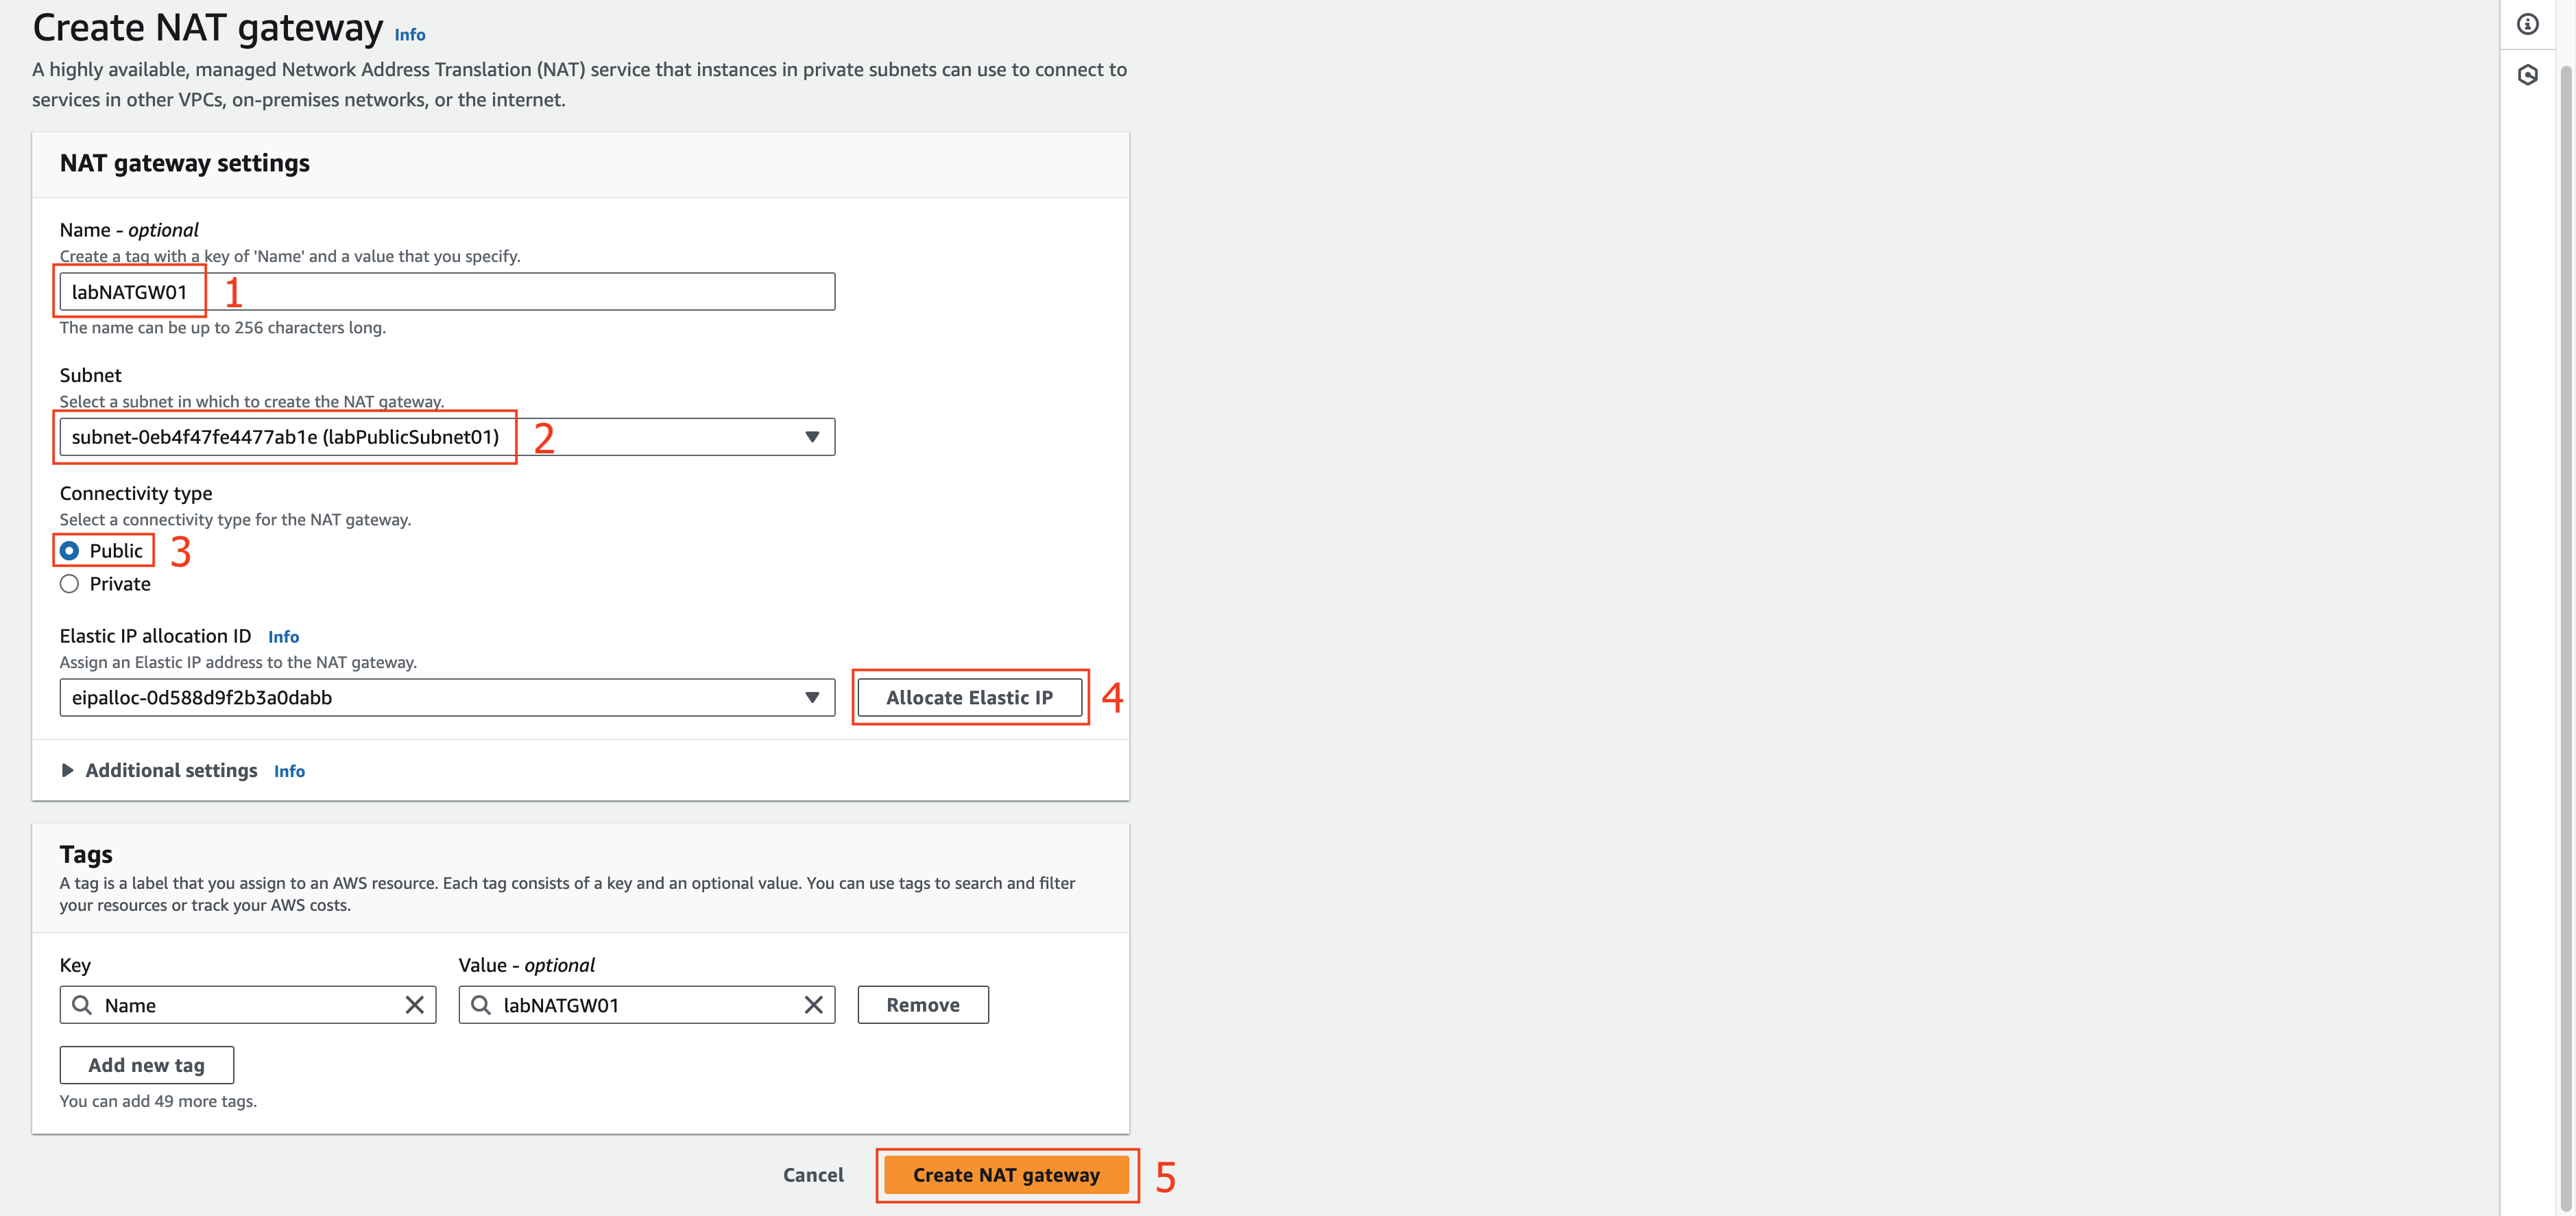 Create NAT gateway Info
A highly available, managed Network Address Translation (NAT) service that instances in private subnets can use to connect to
services in other VPCs, on-premises networks, or the internet.
NAT gateway settings
Name - optional
Create a tag with a key of 'Name' and a value that you specify.
labNATGW01 1
The name can be up to 256 characters long.
Subnet
Select a subnet in which to create the NAT gateway.
subnet-0eb4f47fe4477ab1e (labPublicSubnet01) 2
Connectivity type
Select a connectivity type for the NAT gateway.
Public 3
Private
Elastic IP allocation ID Info
Assign an Elastic IP address to the NAT gateway.
eipalloc-0d588d9f2b3a0dabb Allocate Elastic IP 4
Additional settings Info
Tags
A tag is a label that you assign to an AWS resource. Each tag consists of a key and an optional value. You can use tags to search and filter
your resources or track your AWS costs.
Key Value - optional
Name labNATGW01 Remove
Add new tag
You can add 49 more tags.
Cancel Create NAT gateway 5